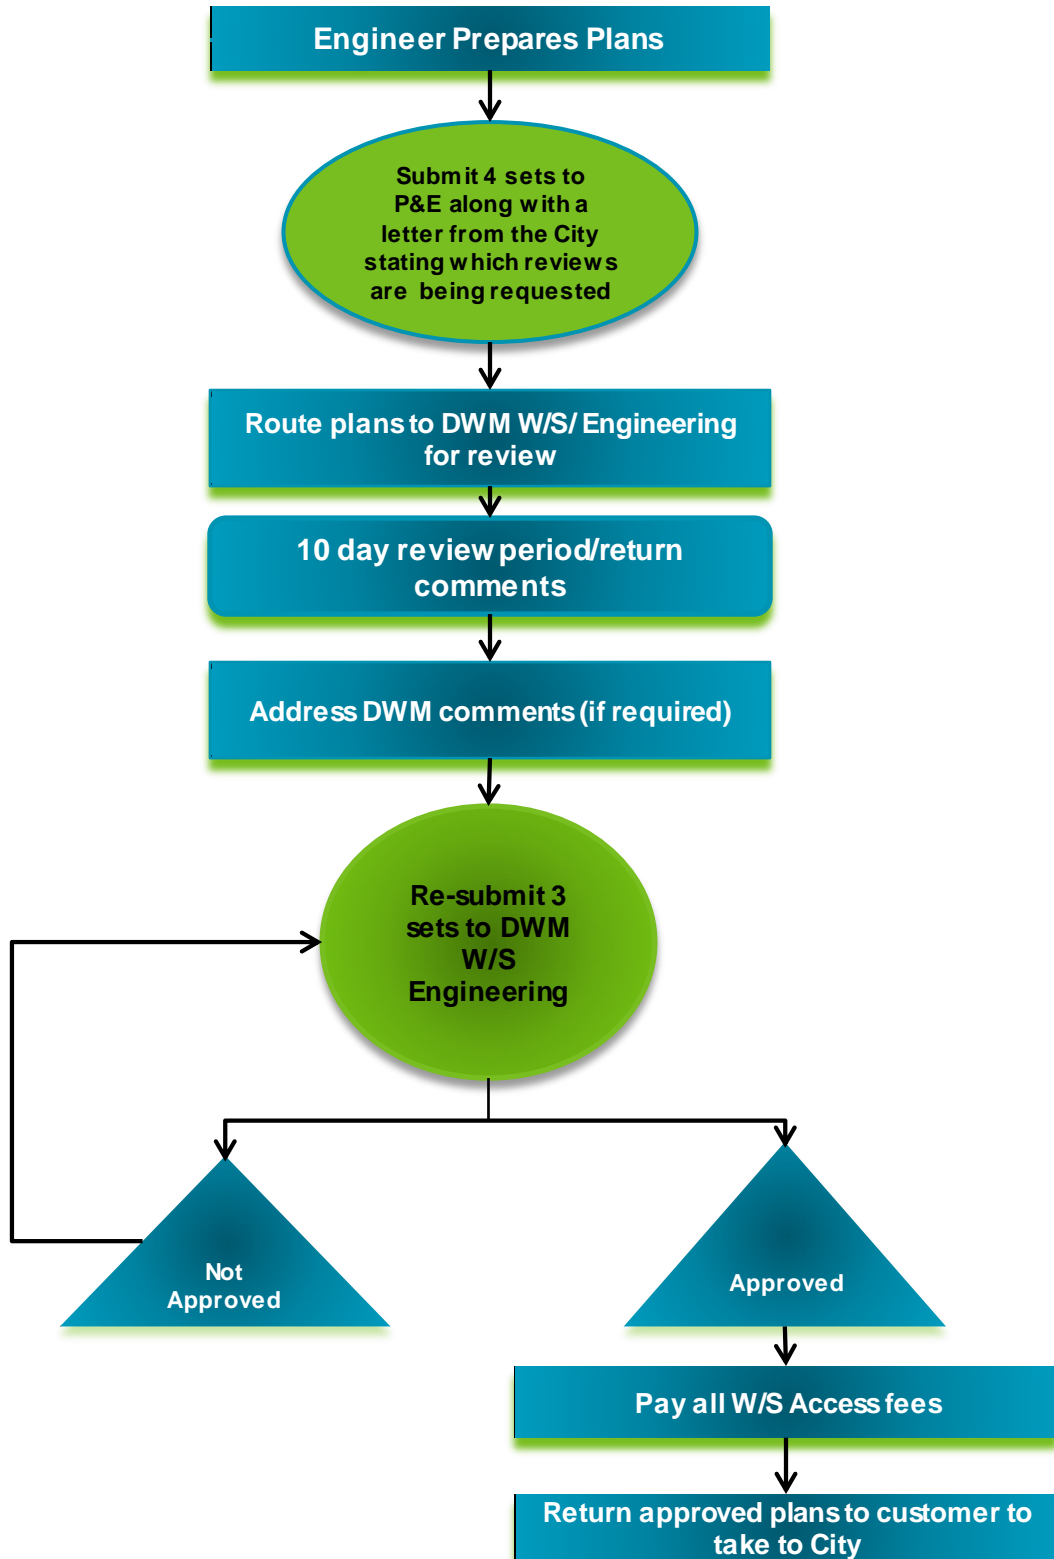 Engineer Prepares Plans
Submit 4 sets to
P&E along with a
letter from the City
stating which reviews
are being requested
Route plans to DWM W/S/ Engineering
for review
10 day review period/return
comments
Address DWM comments (if required)
Re-submit 3
sets to DWM
W/S
Engineering
Not
Approved
Approved
Pay all W/S Access fees
Return approved plans to customer to
take to City